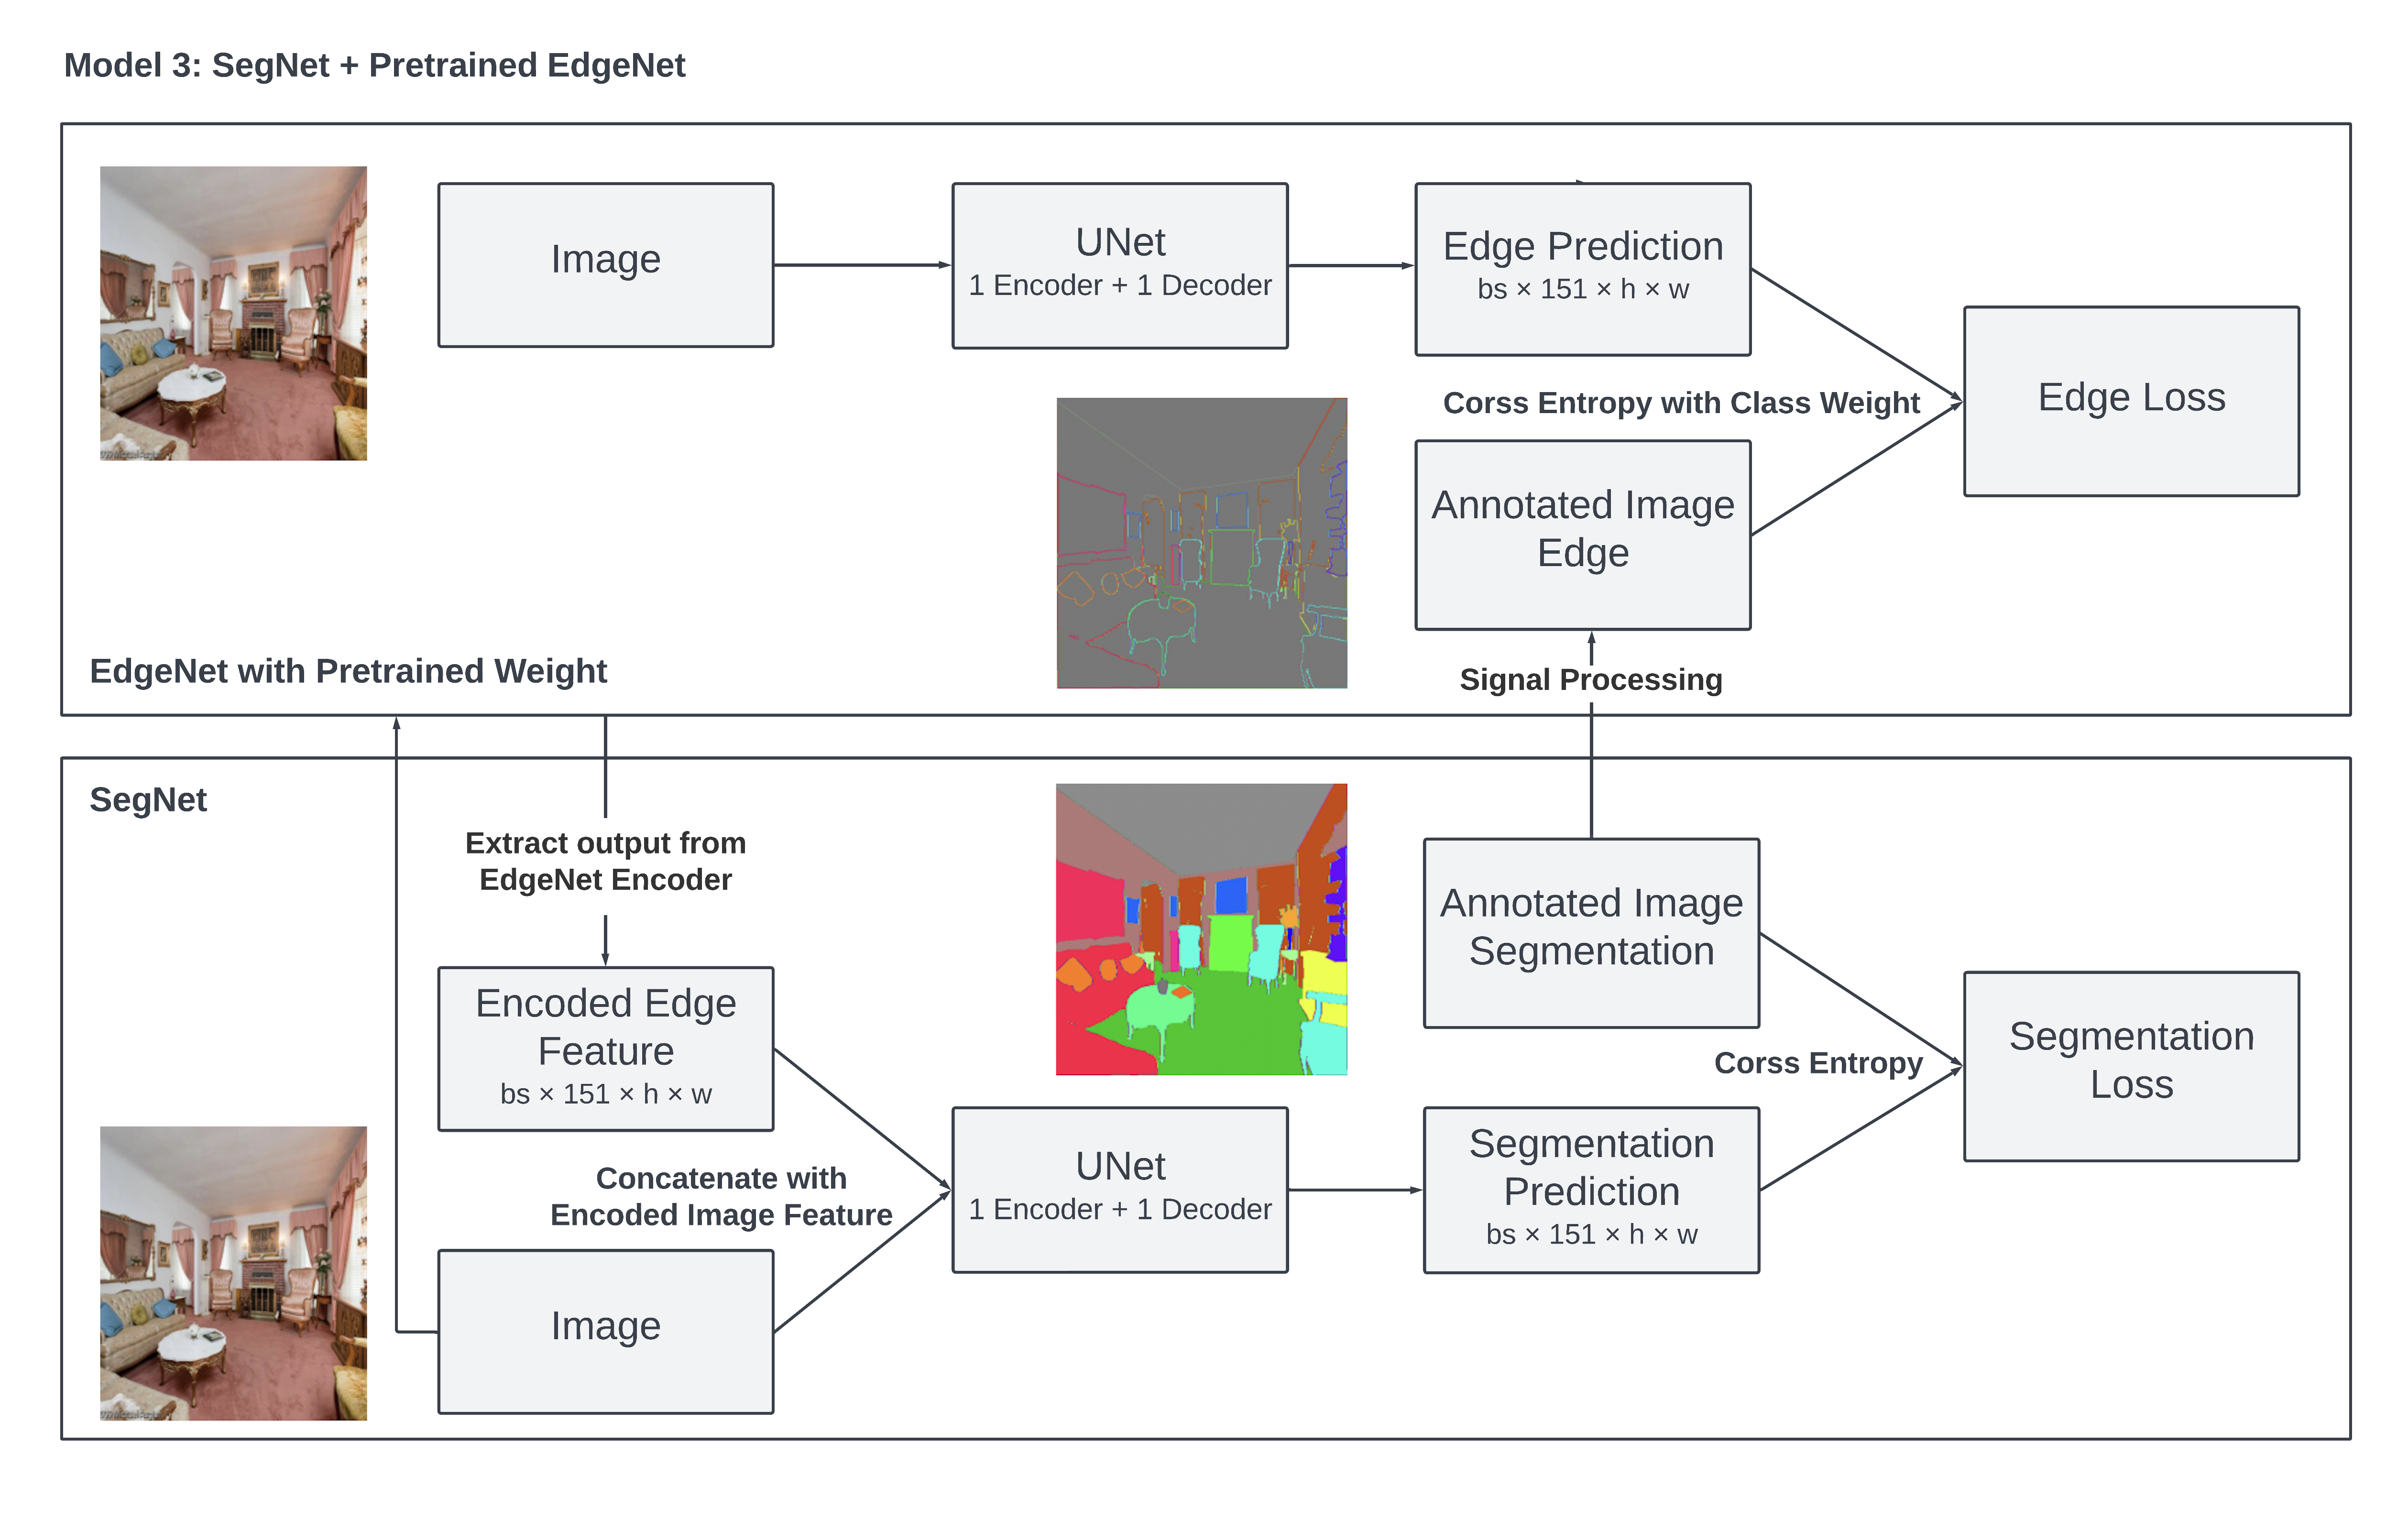 Model 3: SegNet + Pretrained EdgeNet
Image
UNet
1 Encoder + 1 Decoder
Edge Prediction
bs × 151 × h × w
Corss Entropy with Class Weight
Edge Loss
Annotated Image
Edge
EdgeNet with Pretrained Weight
Signal Processing
SegNet
Extract output from
EdgeNet Encoder
Encoded Edge
Feature
bs × 151 × h × w
Annotated Image
Segmentation
Corss Entropy
Segmentation
Loss
Concatenate with
Encoded Image Feature
UNet
1 Encoder + 1 Decoder
Segmentation
Prediction
bs × 151 × h × w
Image